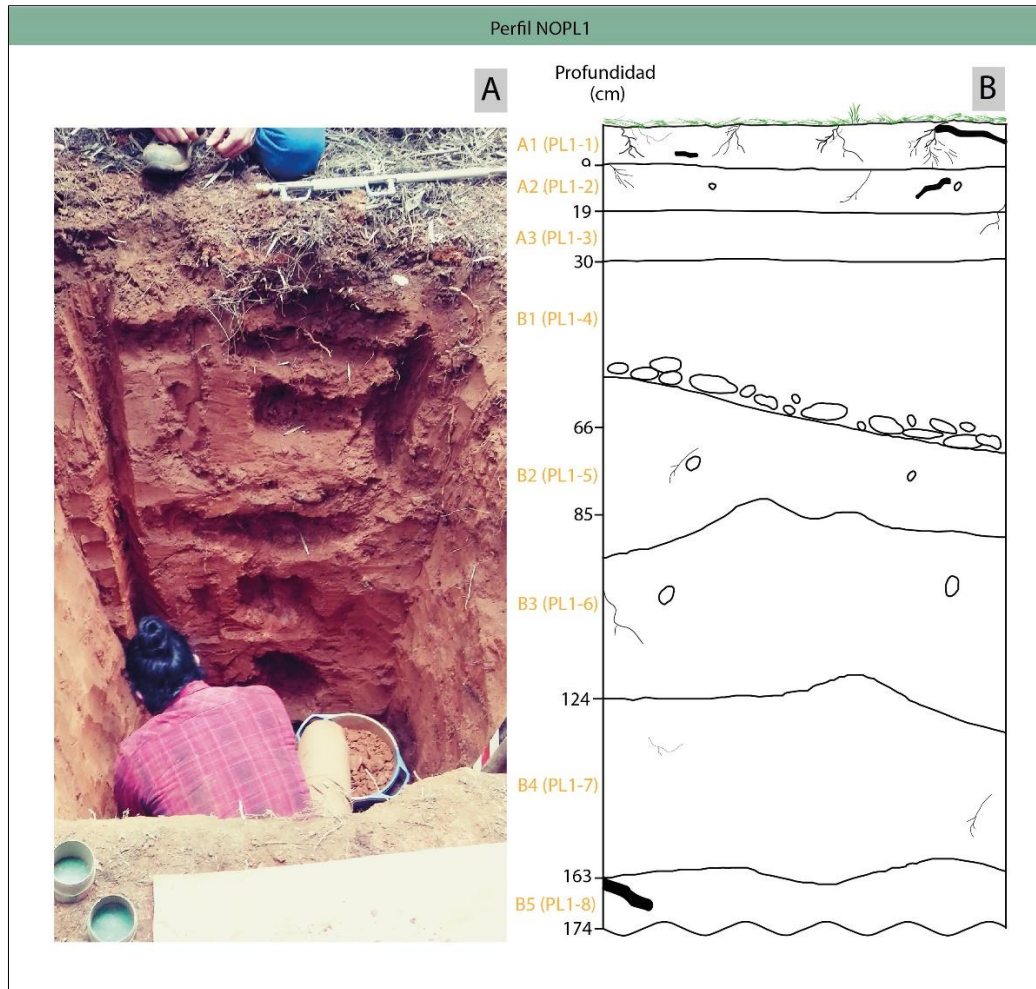 Perfil NOPL1
A
Profundidad
(cm)
B
A1 (PL1-1)
9
A2 (PL1-2)
19
A3 (PL1-3)
30
B1 (PL1-4)
66
B2 (PL1-5)
85
B3 (PL1-6)
124
B4 (PL1-7)
163
B5 (PL1-8)
174